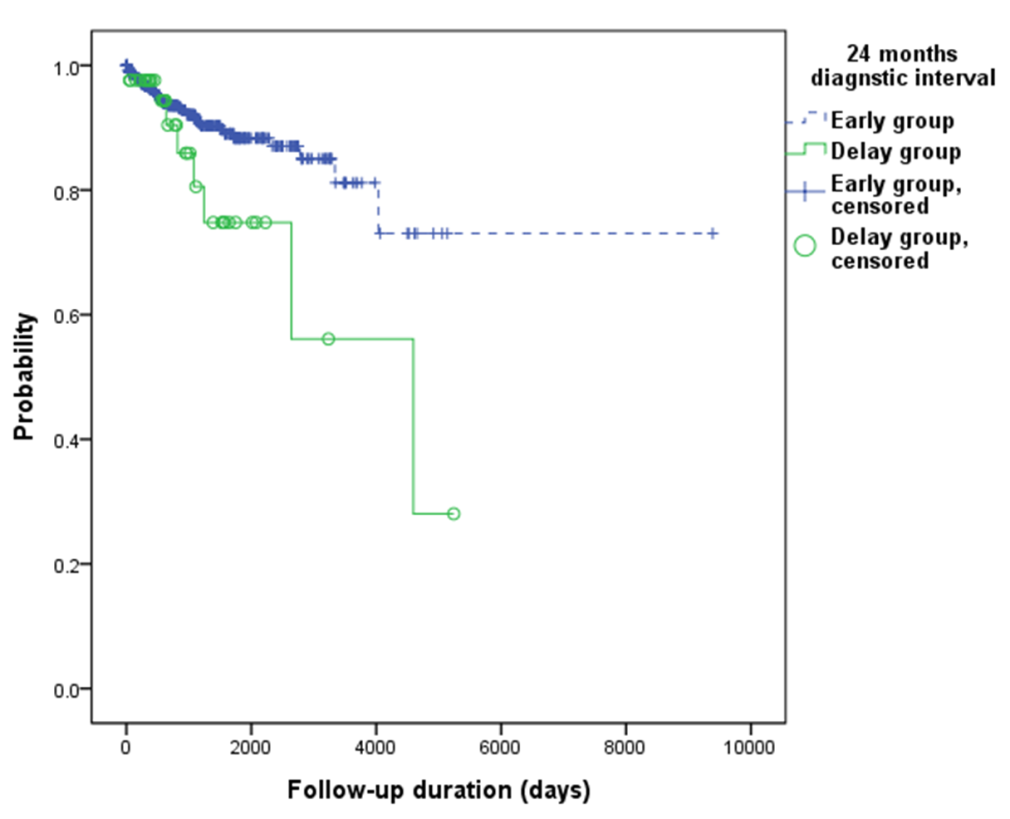 24 months
diagnstic interval
Early group
Delay group
Early group,
censored
Delay group,
censored
Probability
1.0
0.8
0.6
0.4
0.2
0.0
0 2000 4000 6000 8000 10000
Follow-up duration (days)